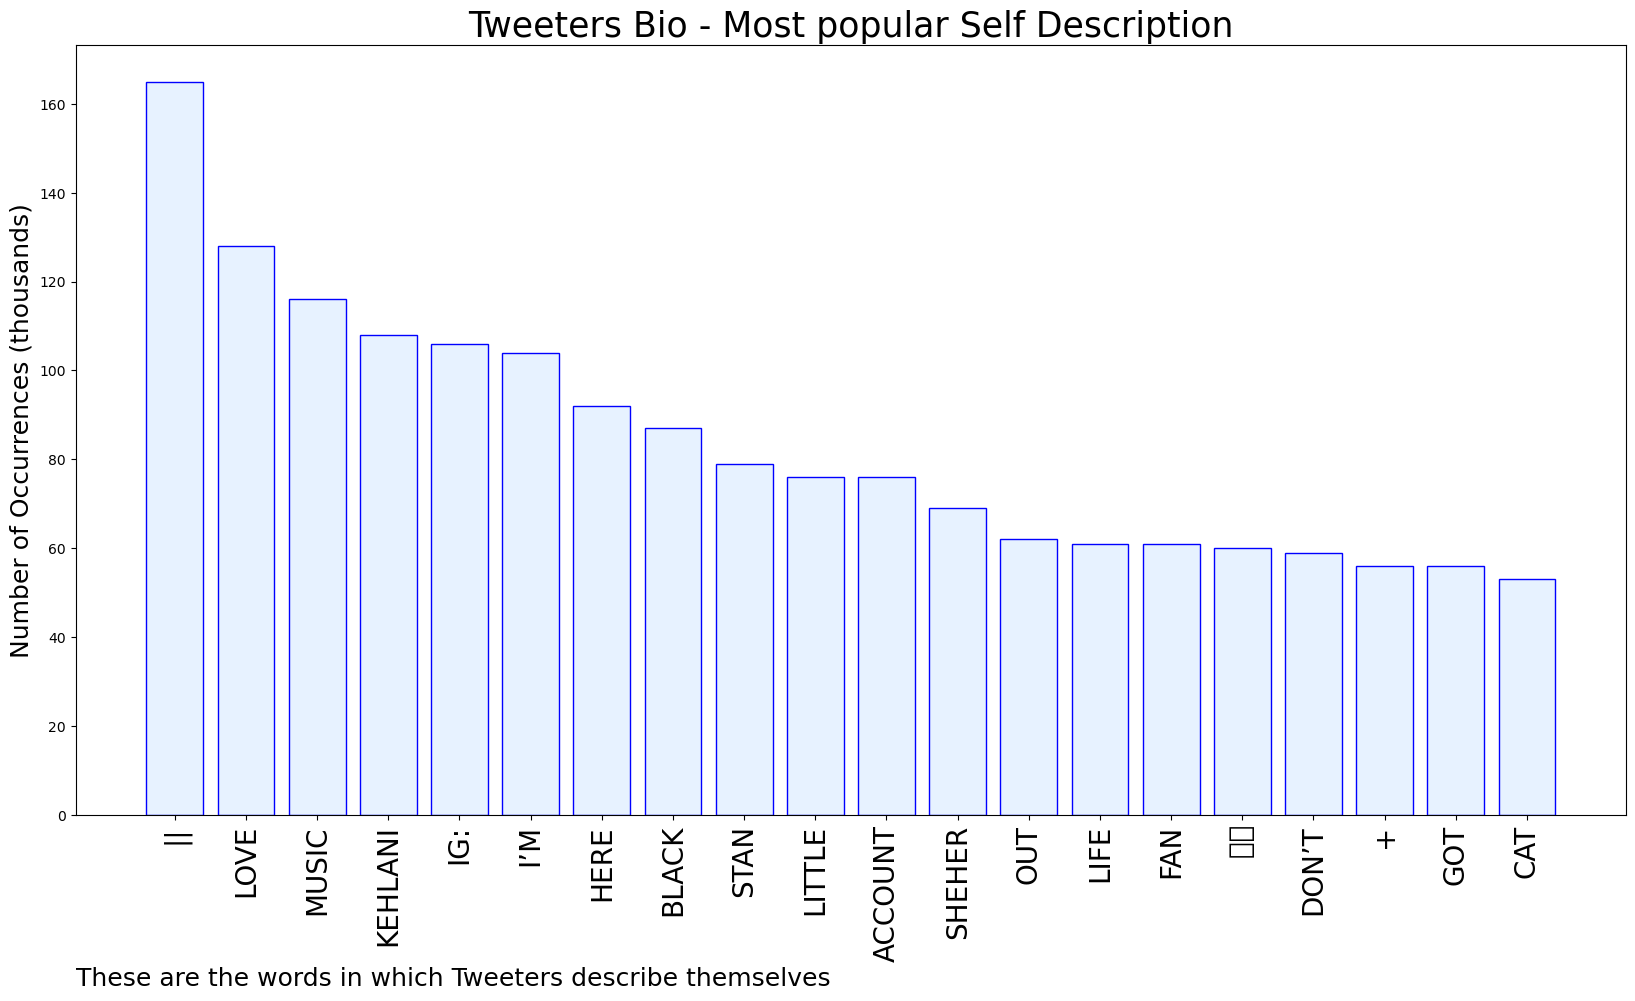 Tweeters Bio - Most popular Self Description
Number of Occurrences (thousands)
160
140
120
100
80
60
40
20
0
||
LOVE
MUSIC
KEHLANI
IG:
I’M
HERE
BLACK
STAN
LITTLE
ACCOUNT
SHEHER
OUT
LIFE
FAN
DON’T
+
GOT
CAT
These are the words in which Tweeters describe themselves